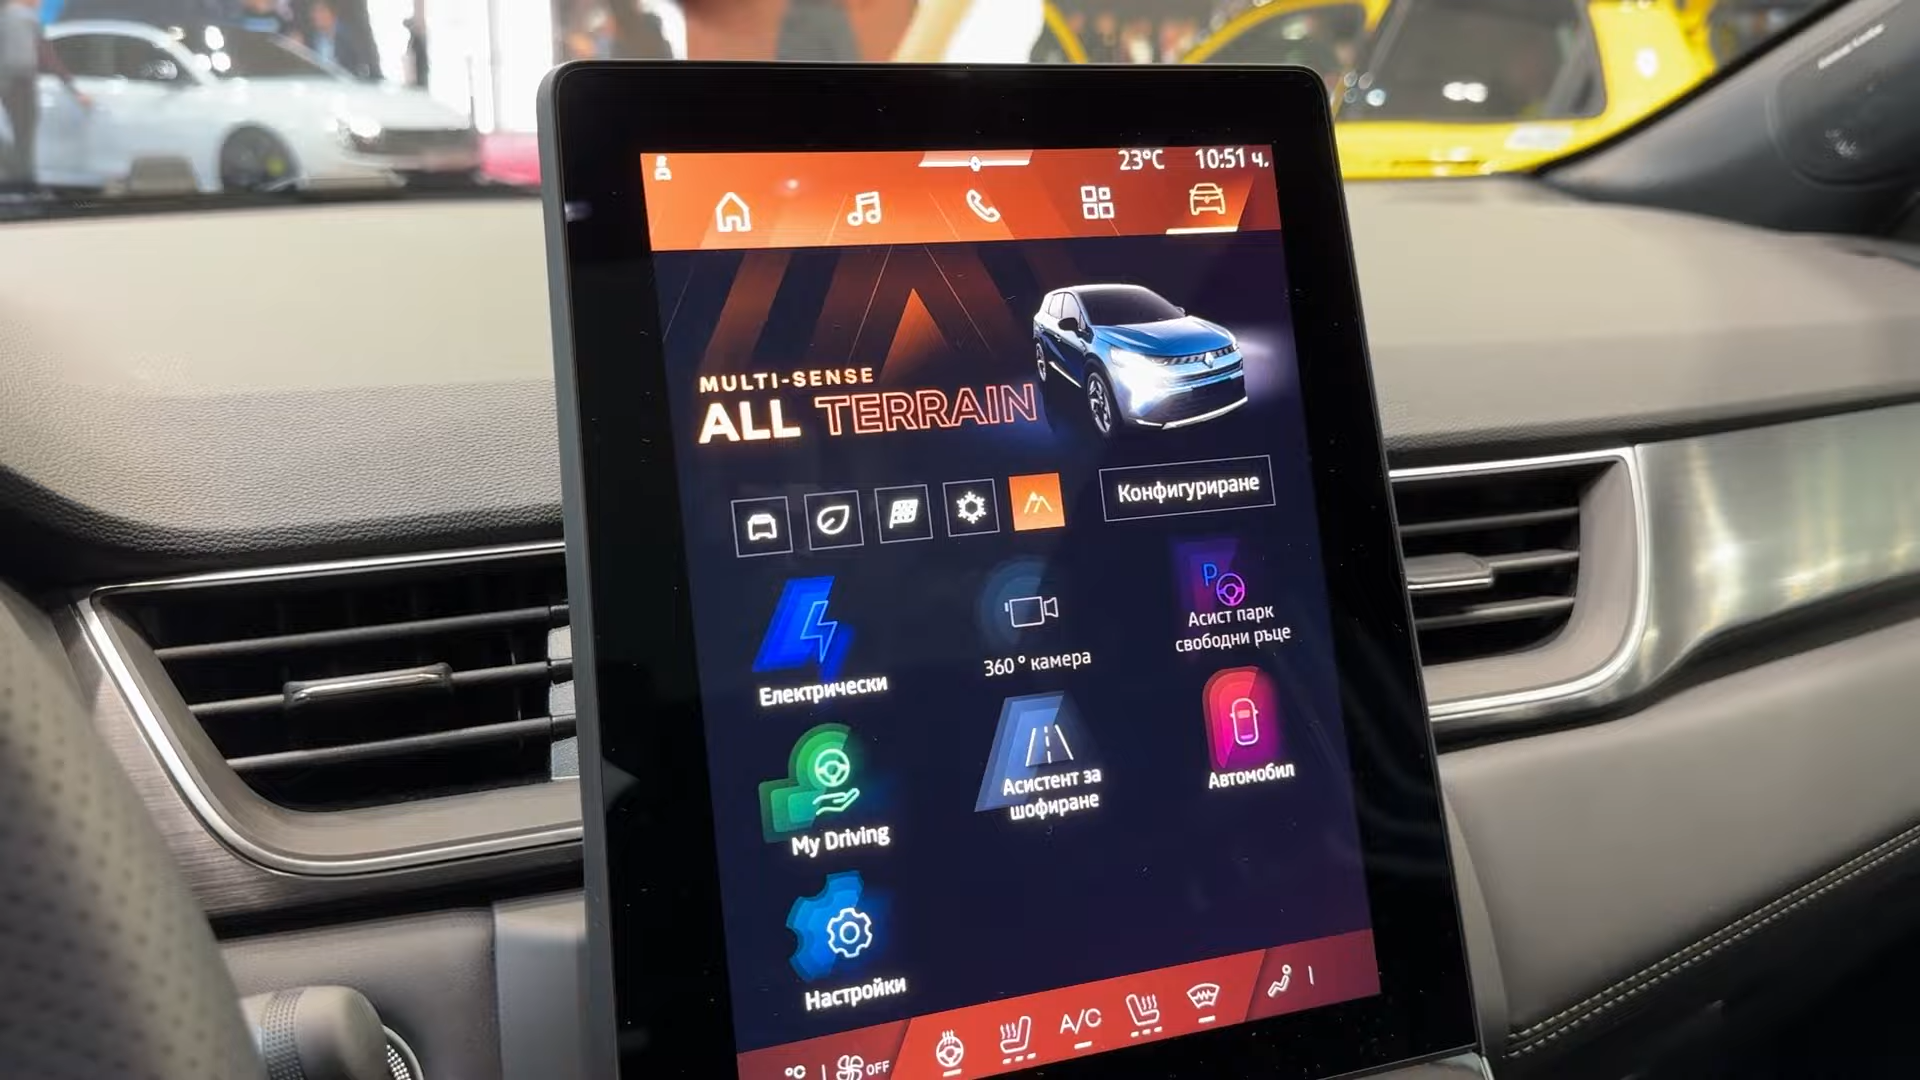 23°C 10:51 ч.
MULTI-SENSE
ALL TERRAIN
Конфигуриране
Електрически
360 ° камера
P
Асист парк
свободни ръце
My Driving
Асистент за
шофиране
Автомобил
Настройки
°C
OFF
A/C